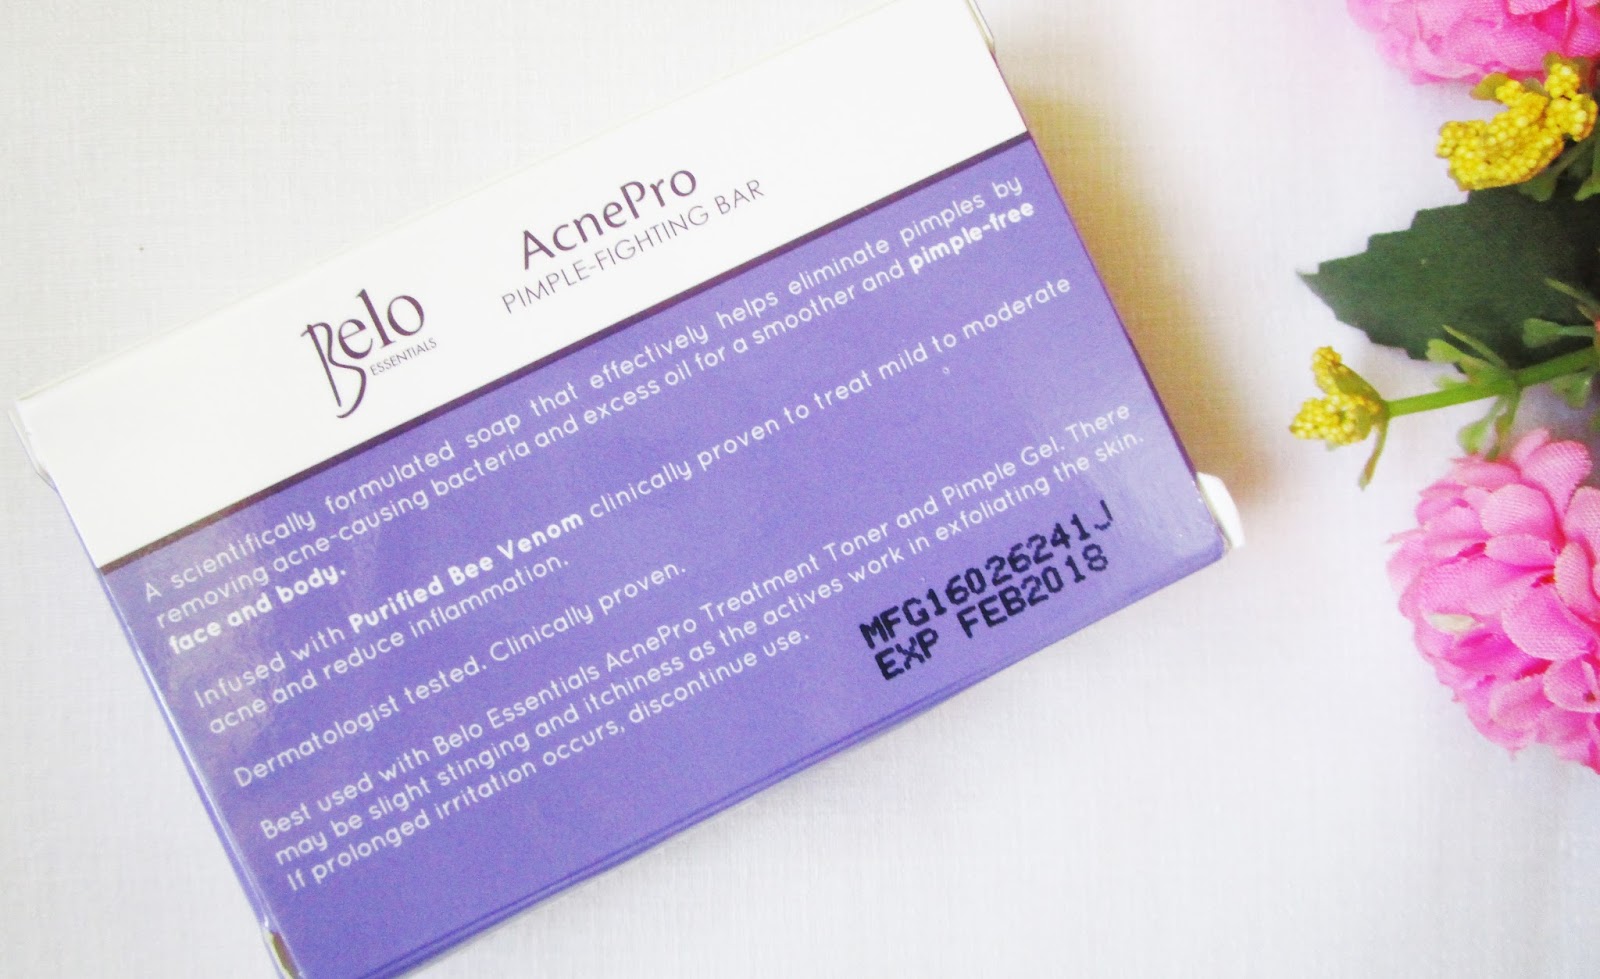 Belo
ESSENTIALS
AcnePro
PIMPLE-FIGHTING BAR
A scientifically formulated soap that effectively helps eliminate pimples by
removing acne-causing bacteria and excess oil for a smoother and pimple-free
face and body.
Infused with Purified Bee Venom clinically proven to treat mild to moderate
acne and reduce inflammation.
Dermatologist tested. Clinically proven.
Best used with Belo Essentials AcnePro Treatment Toner and Pimple Gel. There
may be slight stinging and itchiness as the actives work in exfoliating the skin.
If prolonged irritation occurs, discontinue use.
MFG16026241J
EXP FEB2018